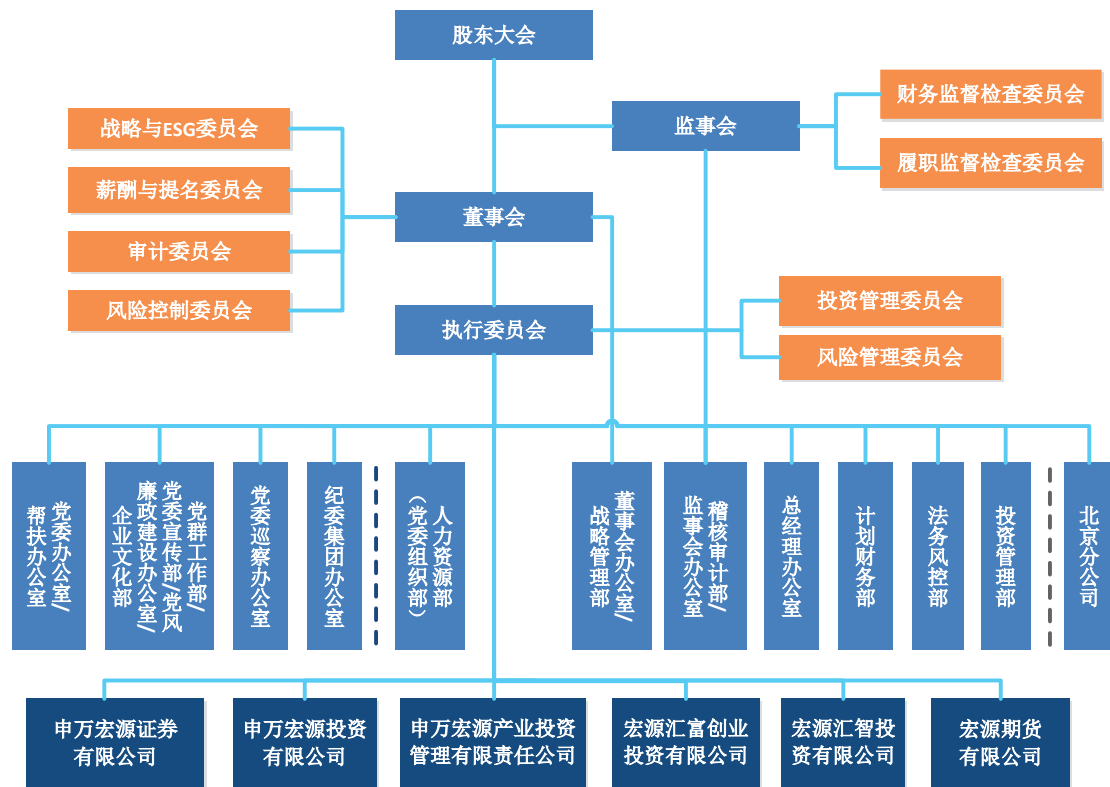 股东大会
监事会
财务监督检查委员会
履职监督检查委员会
战略与ESG委员会
薪酬与提名委员会
审计委员会
风险控制委员会
董事会
执行委员会
投资管理委员会
风险管理委员会
党委办公室/
帮扶办公室
党群工作部/
党委宣传部/党风
廉政建设办公室/
企业文化部
党委巡察办公室
纪委集团办公室
人力资源部
（党委组织部）
董事会办公室/
战略管理部
稽核审计部/
监事会办公室
总经理办公室
计划财务部
法务风控部
投资管理部
北京分公司
申万宏源证券
有限公司
申万宏源投资
有限公司
申万宏源产业投资
管理有限责任公司
宏源汇富创业
投资有限公司
宏源汇智投
资有限公司
宏源期货
有限公司